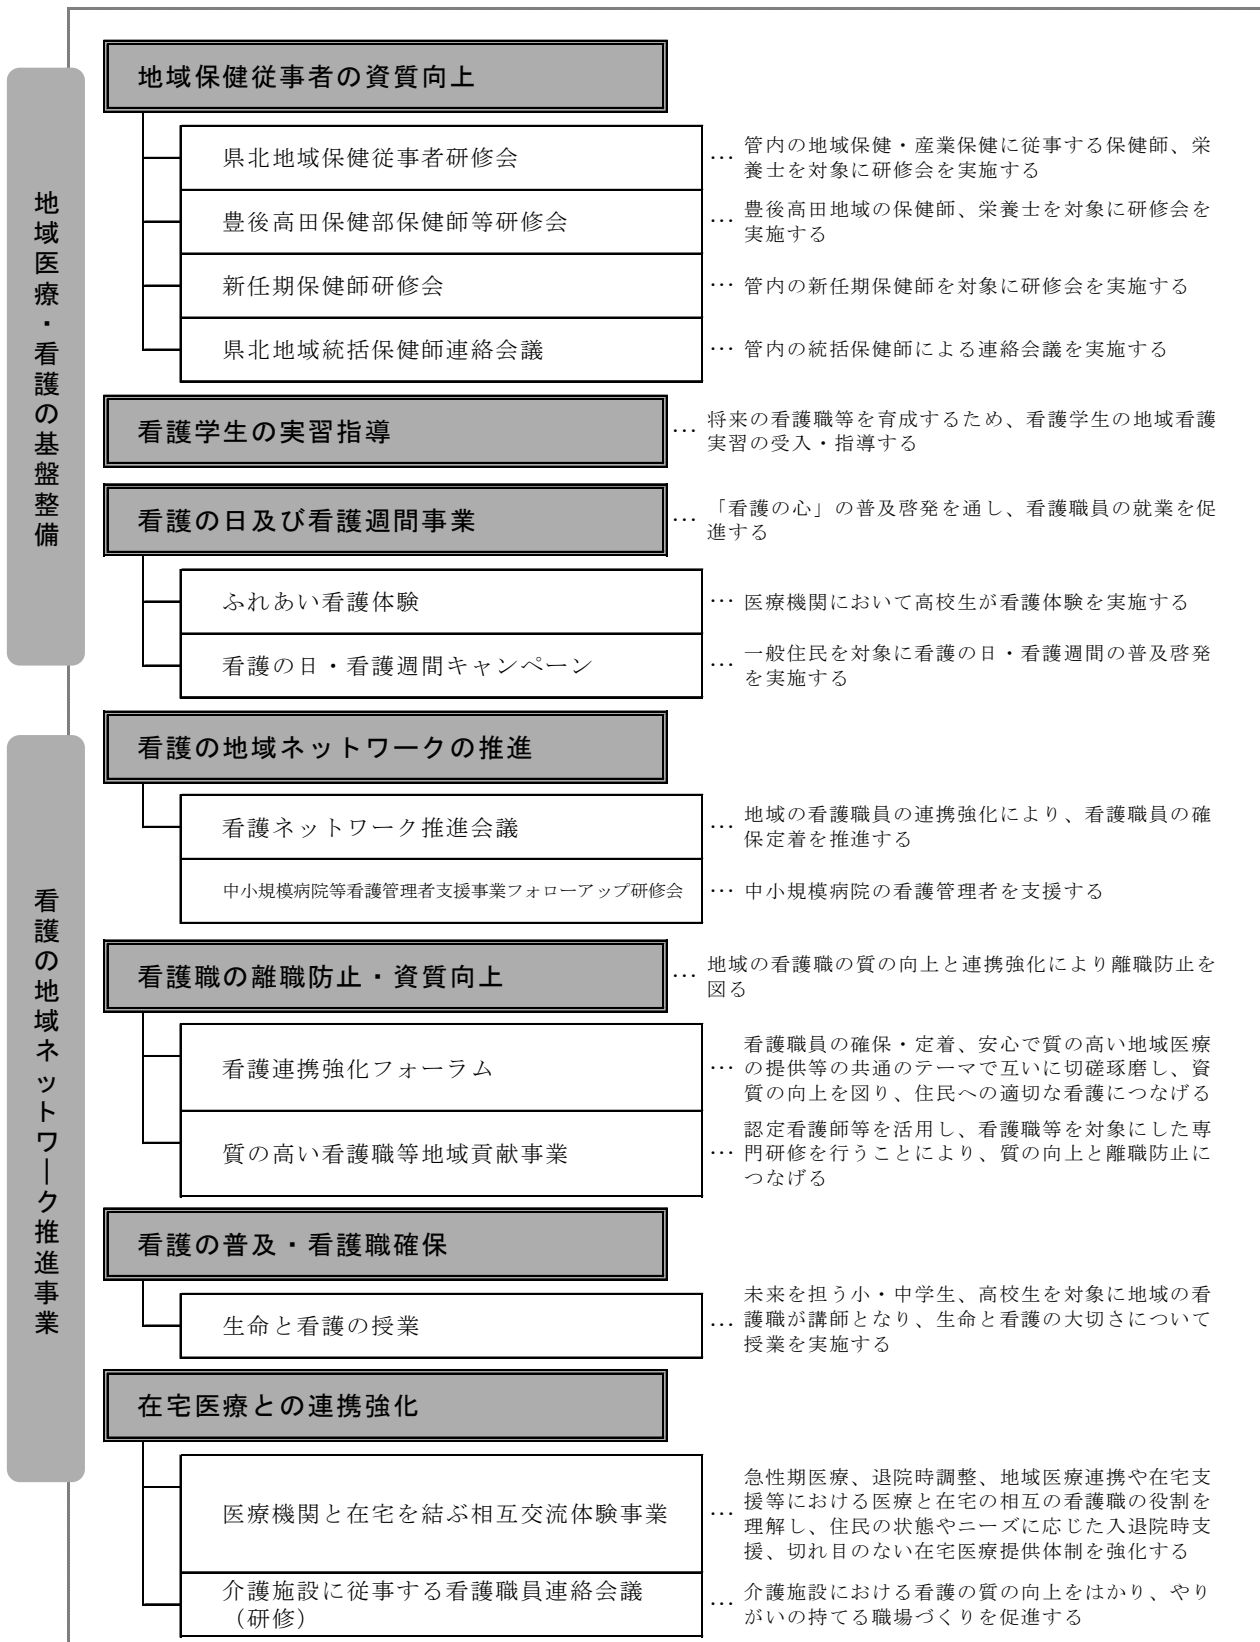 地域医療・看護の基盤整備
地域保健従事者の資質向上
県北地域保健従事者研修会
… 管内の地域保健・産業保健に従事する保健師、栄
養士を対象に研修会を実施する
豊後高田保健部保健師等研修会
… 豊後高田地域の保健師、栄養士を対象に研修会を
実施する
新任期保健師研修会
… 管内の新任期保健師を対象に研修会を実施する
県北地域統括保健師連絡会議
… 管内の統括保健師による連絡会議を実施する
看護学生の実習指導
… 将来の看護職等を育成するため、看護学生の地域看護
実習の受入・指導する
看護の日及び看護週間事業
… 「看護の心」の普及啓発を通し、看護職員の就業を促
進する
ふれあい看護体験
… 医療機関において高校生が看護体験を実施する
看護の日・看護週間キャンペーン
… 一般住民を対象に看護の日・看護週間の普及啓発
を実施する
看護の地域ネットワーク推進事業
看護の地域ネットワークの推進
看護ネットワーク推進会議
… 地域の看護職員の連携強化により、看護職員の確
保定着を推進する
中小規模病院等看護管理者支援事業フォローアップ研修会
… 中小規模病院の看護管理者を支援する
看護職の離職防止・資質向上
… 地域の看護職の質の向上と連携強化により離職防止を
図る
看護連携強化フォーラム
看護職員の確保・定着、安心で質の高い地域医療
… の提供等の共通のテーマで互いに切磋琢磨し、資
質の向上を図り、住民への適切な看護につなげる
質の高い看護職等地域貢献事業
認定看護師等を活用し、看護職等を対象にした専
… 門研修を行うことにより、質の向上と離職防止に
つなげる
看護の普及・看護職確保
生命と看護の授業
未来を担う小・中学生、高校生を対象に地域の看
… 護職が講師となり、生命と看護の大切さについて
授業を実施する
在宅医療との連携強化
医療機関と在宅を結ぶ相互交流体験事業
急性期医療、退院時調整、地域医療連携や在宅支
… 援等における医療と在宅の相互の看護職の役割を
理解し、住民の状態やニーズに応じた入退院時支
援、切れ目のない在宅医療提供体制を強化する
介護施設に従事する看護職員連絡会議
（研修）
… 介護施設における看護の質の向上をはかり、やり
がいの持てる職場づくりを促進する